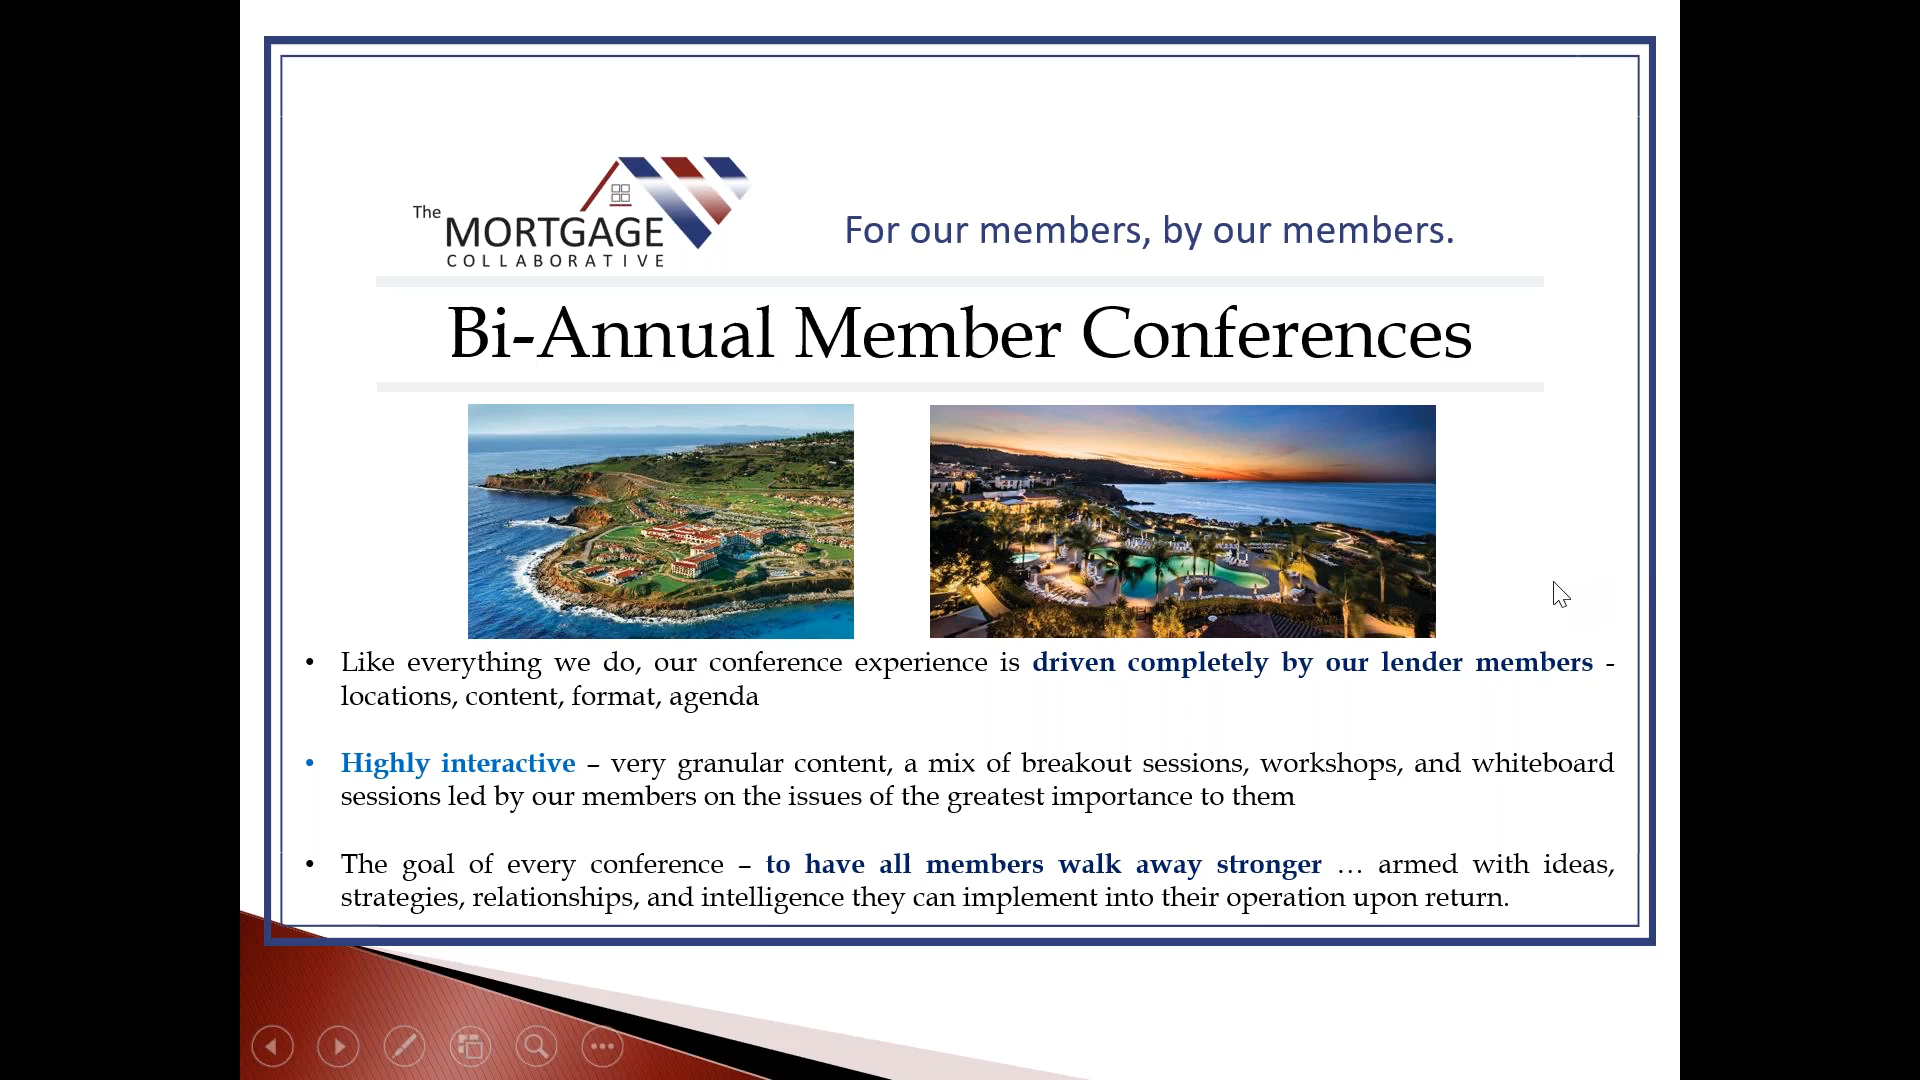 The
MORTGAGE
COLLABORATIVE
For our members, by our members.
Bi-Annual Member Conferences
• Like everything we do, our conference experience is driven completely by our lender members -
locations, content, format, agenda
• Highly interactive – very granular content, a mix of breakout sessions, workshops, and whiteboard
sessions led by our members on the issues of the greatest importance to them
• The goal of every conference – to have all members walk away stronger … armed with ideas,
strategies, relationships, and intelligence they can implement into their operation upon return.